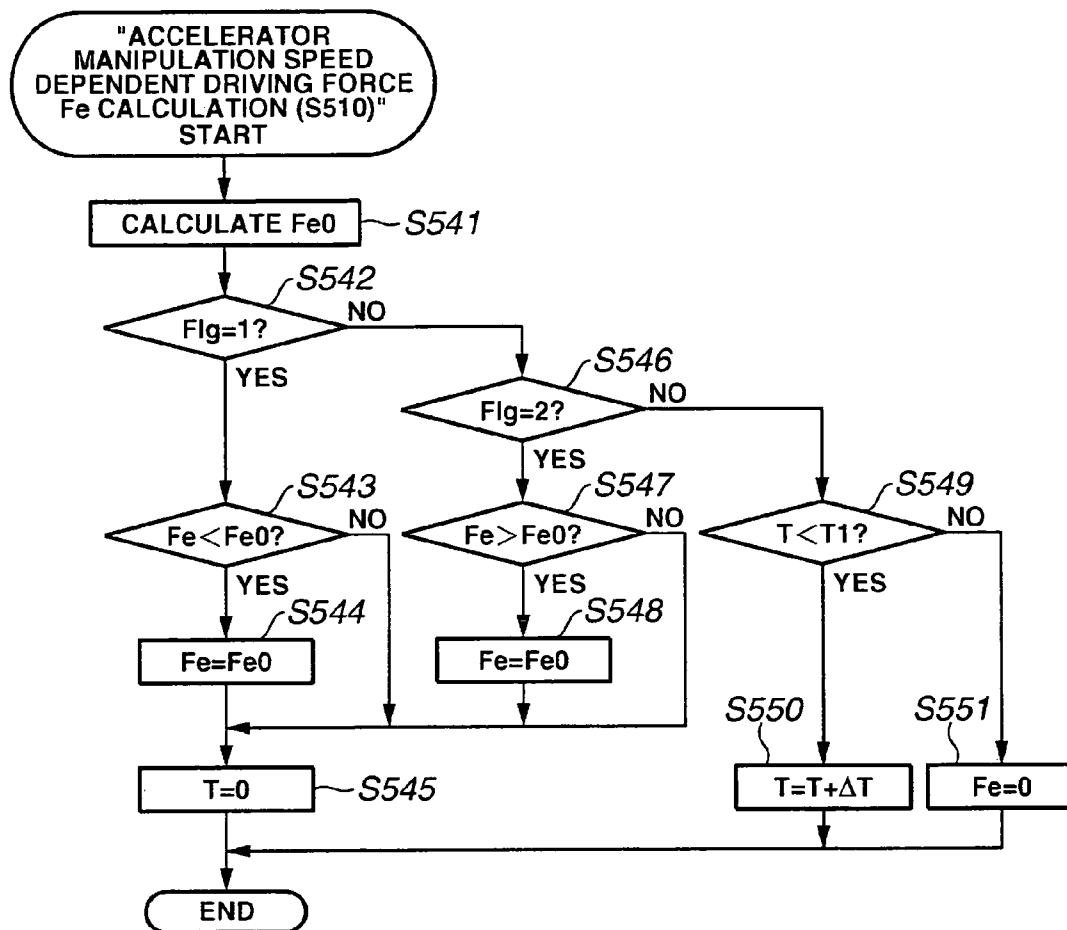 "ACCELERATOR
MANIPULATION SPEED
DEPENDENT DRIVING FORCE
Fe CALCULATION (S510)"
START
CALCULATE Fe0
S541
S542
Flg=1?
NO
YES
S546
Flg=2?
NO
YES
S543
Fe<Fe0?
NO
YES
S547
Fe>Fe0?
NO
YES
S549
T<T1?
NO
YES
S544
Fe=Fe0
S548
Fe=Fe0
S550
T=T+ΔT
S551
Fe=0
T=0
S545
END